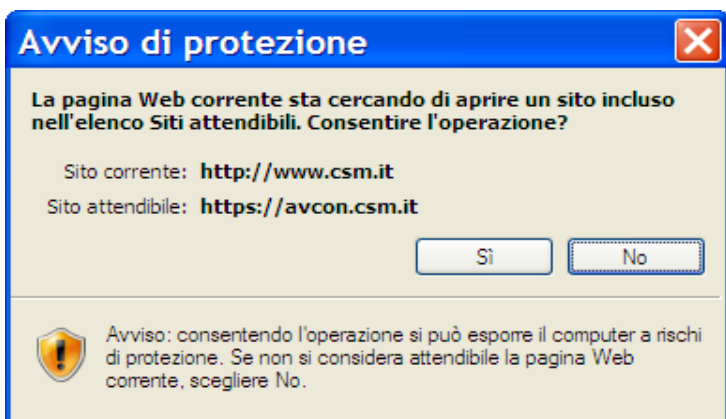 Avviso di protezione
La pagina Web corrente sta cercando di aprire un sito incluso
nell'elenco Siti attendibili. Consentire l'operazione?
Sito corrente: http://www.csm.it
Sito attendibile: https://avcon.csm.it
Sì No
Avviso: consentendo l'operazione si può esporre il computer a rischi
di protezione. Se non si considera attendibile la pagina Web
corrente, scegliere No.